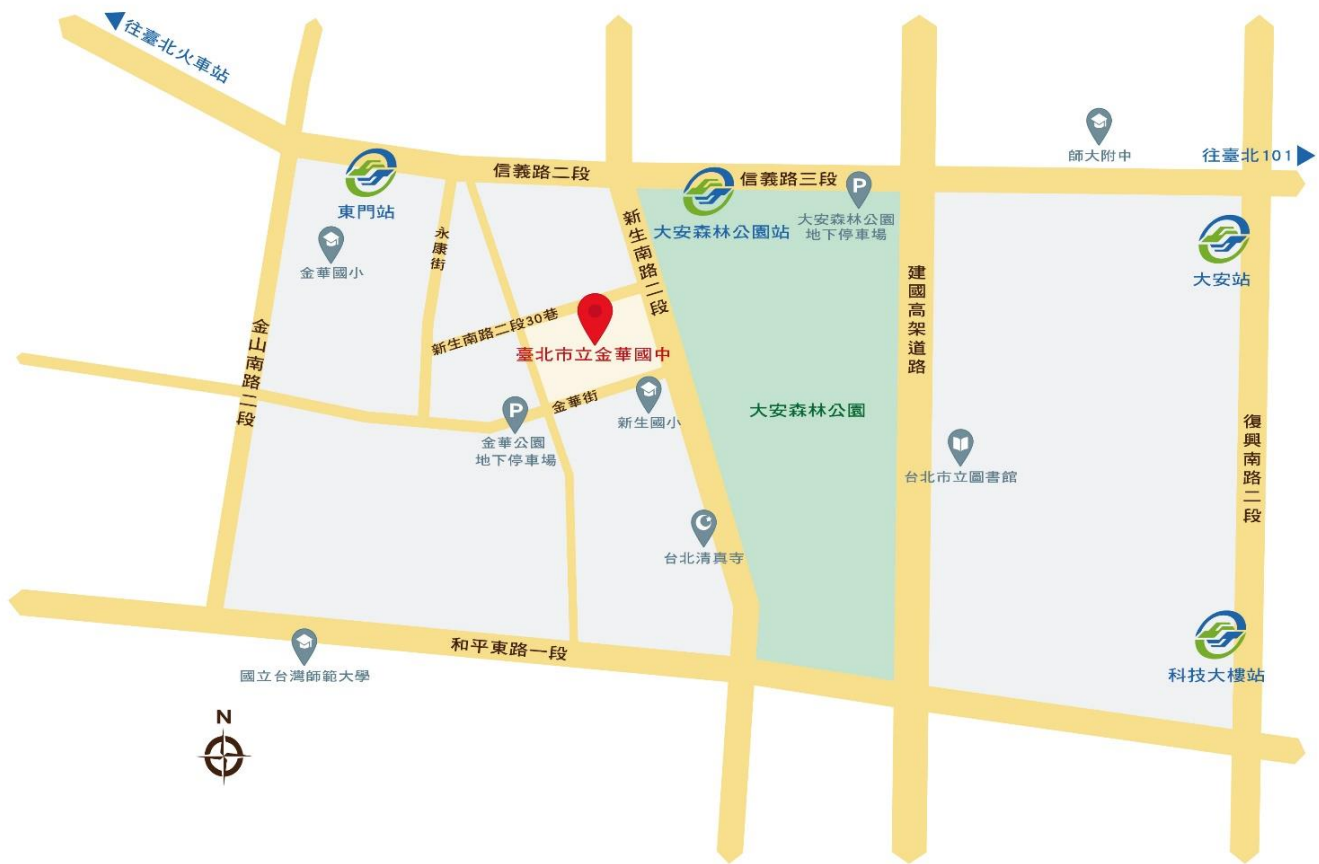 往臺北火車站
師大附中
往臺北101
信義路二段
信義路三段
東門站
大安森林公園站
大安森林公園
地下停車場
P
永康街
新生南路二段
金華國小
大安站
建國高架道路
新生南路二段30巷
金山南路二段
臺北市立金華國中
金華街
P
新生國小
大安森林公園
復興南路二段
金華公園
地下停車場
台北市立圖書館
台北清真寺
和平東路一段
國立台灣師範大學
科技大樓站
N